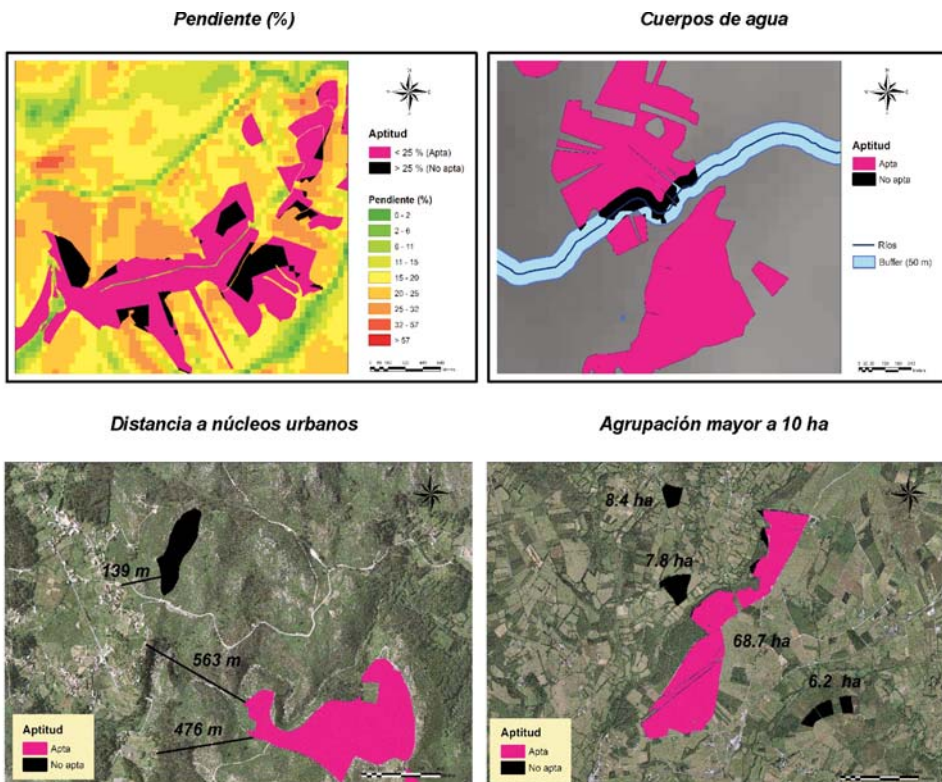 Pendiente (%)
Aptitud
< 25 % (Apta)
> 25 % (No apta)
Pendiente (%)
0 - 2
2 - 6
6 - 11
11 - 15
15 - 20
20 - 25
25 - 32
32 - 57
> 57
Cuerpos de agua
Aptitud
Apta
No apta
Ríos
Buffer (50 m)
Distancia a núcleos urbanos
139 m
563 m
476 m
Aptitud
Apta
No apta
Agrupación mayor a 10 ha
8.4 ha
7.8 ha
68.7 ha
6.2 ha
Aptitud
Apta
No apta